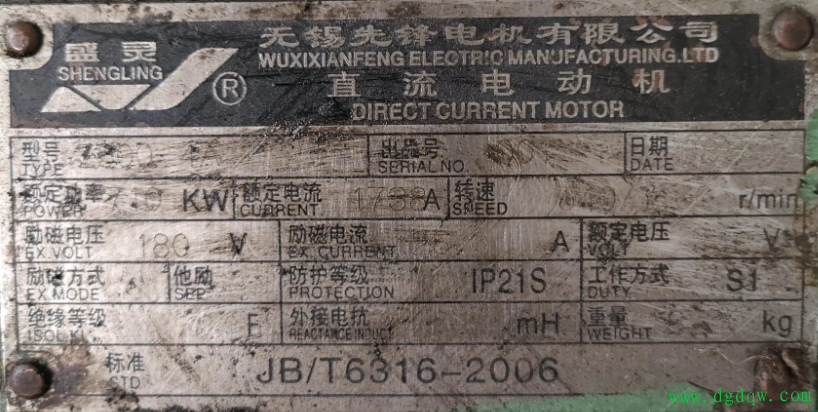 盛灵 无锡先锋电机有限公司
SHENGLING WUXIXIANFENG ELECTRIC MANUFACTURING.LTD
® 直流电动机
DIRECT CURRENT MOTOR
型号 出品号 日期
TYPE SERIAL NO. DATE
额定功率 KW 额定电流 A 转速 r/min
POWER CURRENT SPEED
励磁电压 180 V 励磁电流 A 额定电压 V
EX VOLT EX.CURRENT VOLT
励磁方式 他励 防护等级 IP21S 工作方式 S1
EX.MODE SEP PROTECTION DUTY
绝缘等级 F 外接电抗 mH 重量 kg
REACTANCE INDUCT WEIGHT
标准 JB/T6316-2006
STD
www.dgdqw.com